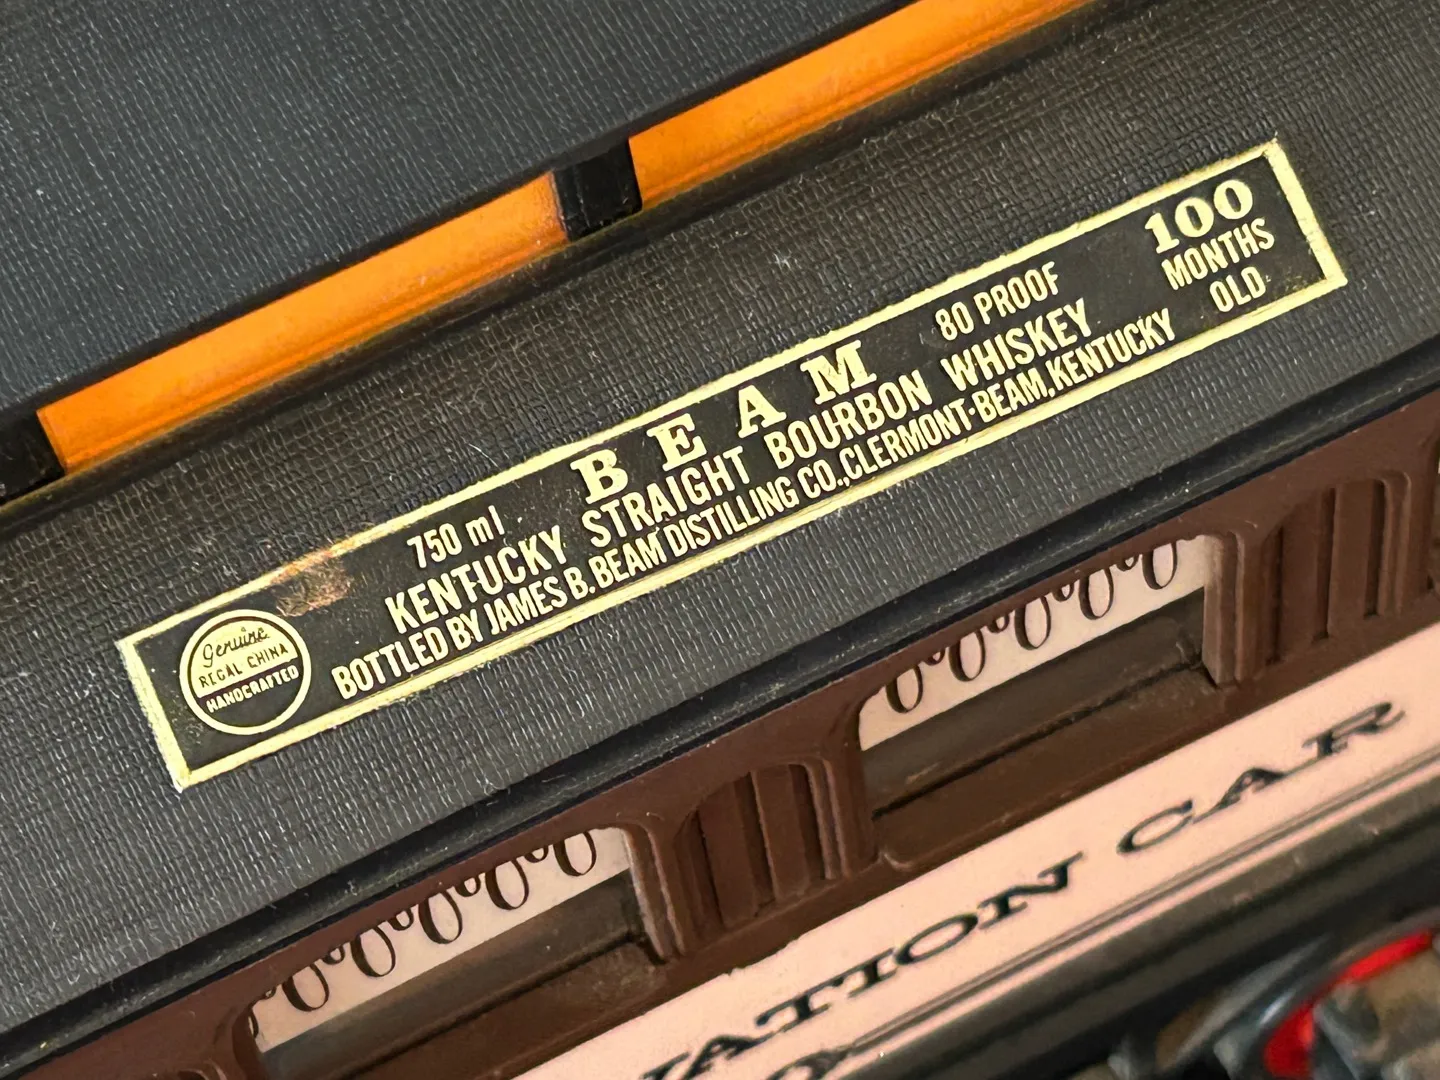 100
MONTHS
OLD
80 PROOF
BEAM
750 ml
KENTUCKY STRAIGHT BOURBON WHISKEY
BOTTLED BY JAMES B. BEAM DISTILLING CO., CLERMONT-BEAM, KENTUCKY
Genuine
REGAL CHINA
HANDCRAFTED
VATION CAR